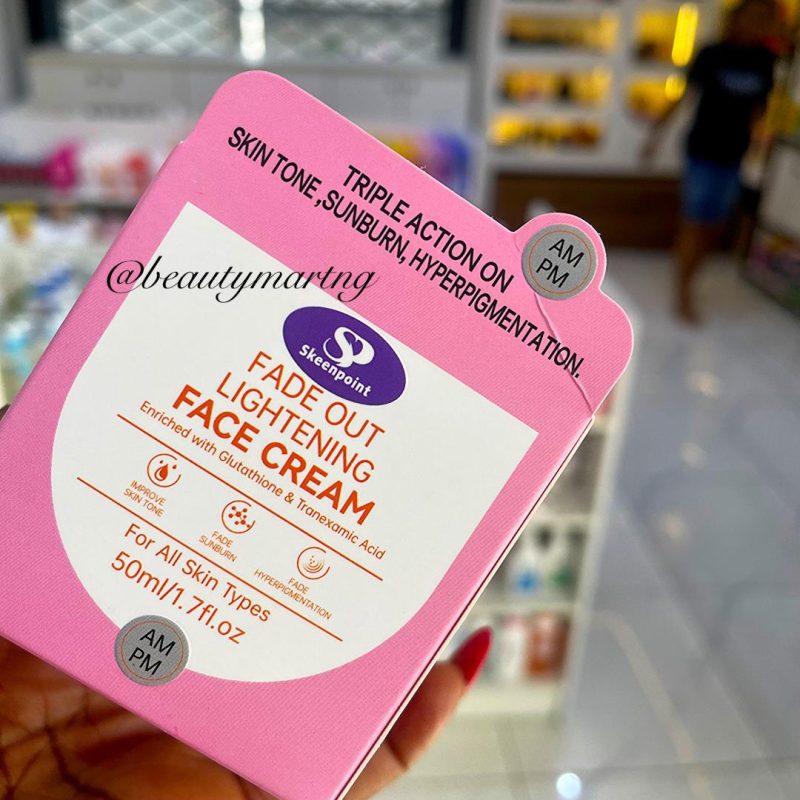 TRIPLE ACTION ON
SKIN TONE ,SUNBURN, HYPERPIGMENTATION.
AM
PM
@beautymartng
SP
Skeenpoint
FADE OUT
LIGHTENING
FACE CREAM
Enriched with Glutathione & Tranexamic Acid
IMPROVE
SKIN TONE
FADE
SUNBURN
FADE
HYPERPIGMENTATION
For All Skin Types
50ml/1.7fl.oz
AM
PM